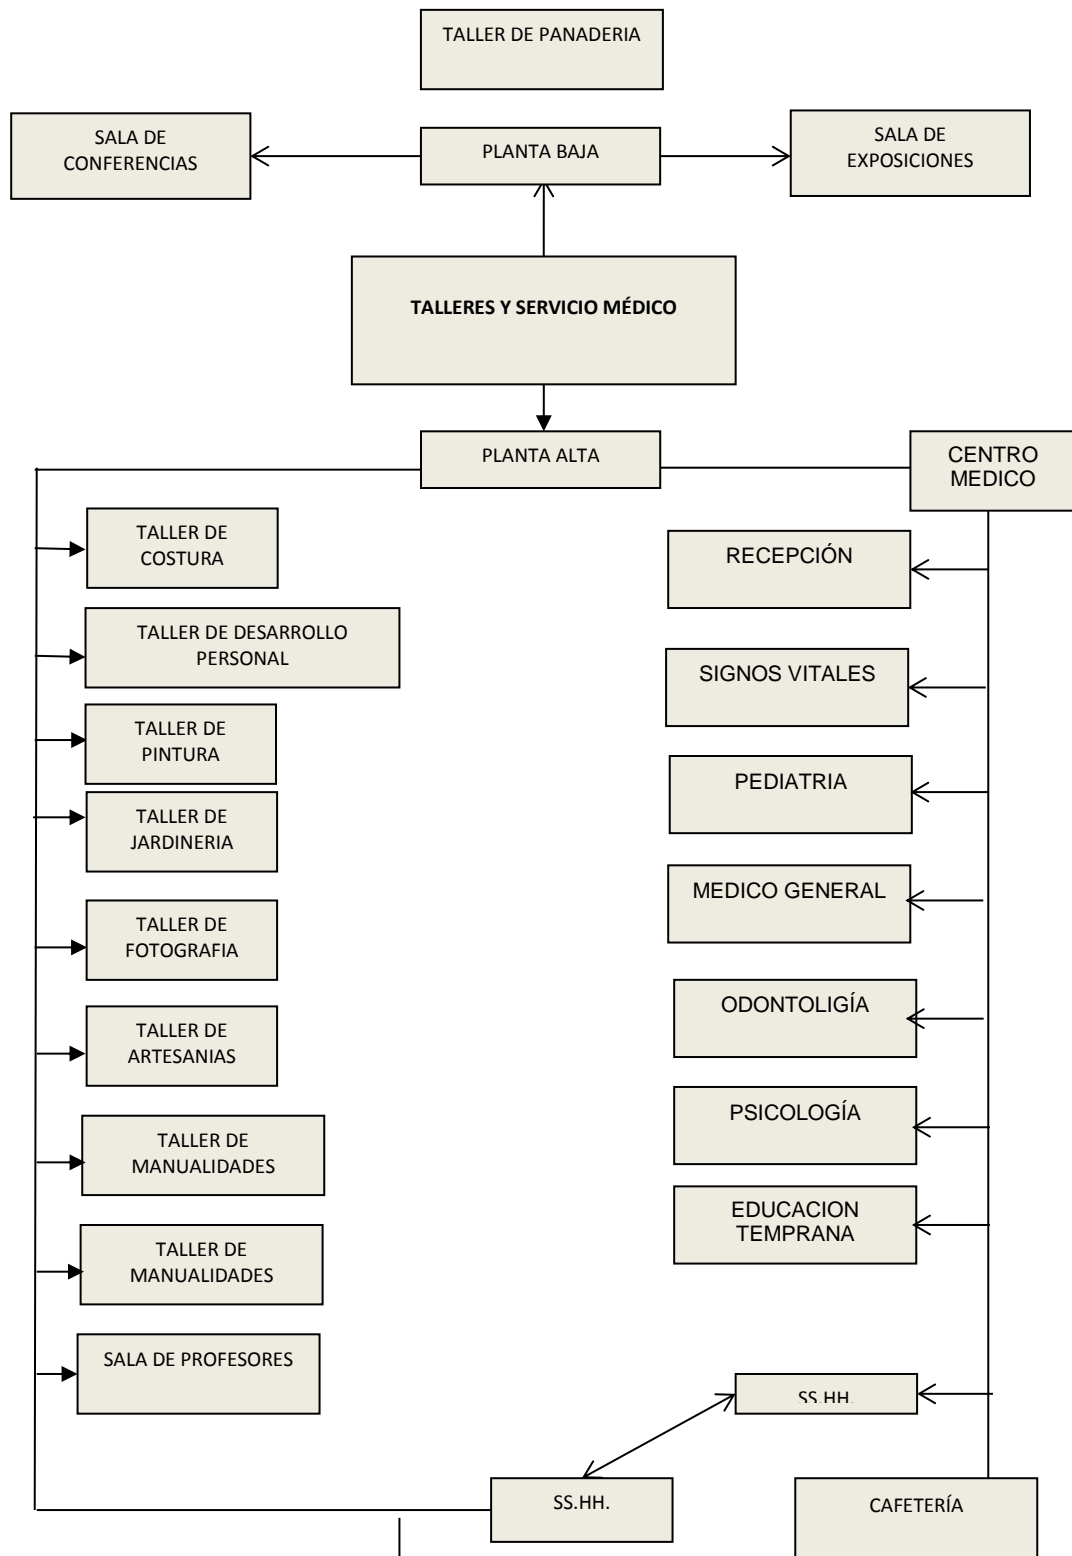 TALLER DE PANADERIA
SALA DE
CONFERENCIAS
PLANTA BAJA
SALA DE
EXPOSICIONES
TALLERES Y SERVICIO MÉDICO
PLANTA ALTA
CENTRO
MEDICO
TALLER DE
COSTURA
TALLER DE DESARROLLO
PERSONAL
TALLER DE
PINTURA
TALLER DE
JARDINERIA
TALLER DE
FOTOGRAFIA
TALLER DE
ARTESANIAS
TALLER DE
MANUALIDADES
TALLER DE
MANUALIDADES
SALA DE PROFESORES
RECEPCIÓN
SIGNOS VITALES
PEDIATRIA
MEDICO GENERAL
ODONTOLIGÍA
PSICOLOGÍA
EDUCACION
TEMPRANA
SS.HH.
SS.HH.
CAFETERÍA